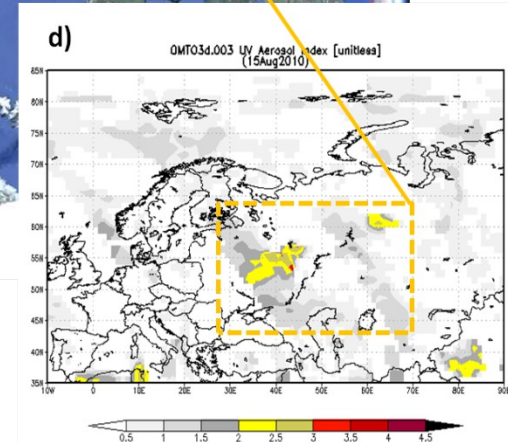 d)
OMTO3d.003 UV Aerosol Index [unitless]
(15Aug2010)
85N
80N
75N
70N
65N
60N
55N
50N
45N
40N
35N
10W 0 10E 20E 30E 40E 50E 60E 70E 80E 90E
0.5 1 1.5 2 2.5 3 3.5 4 4.5